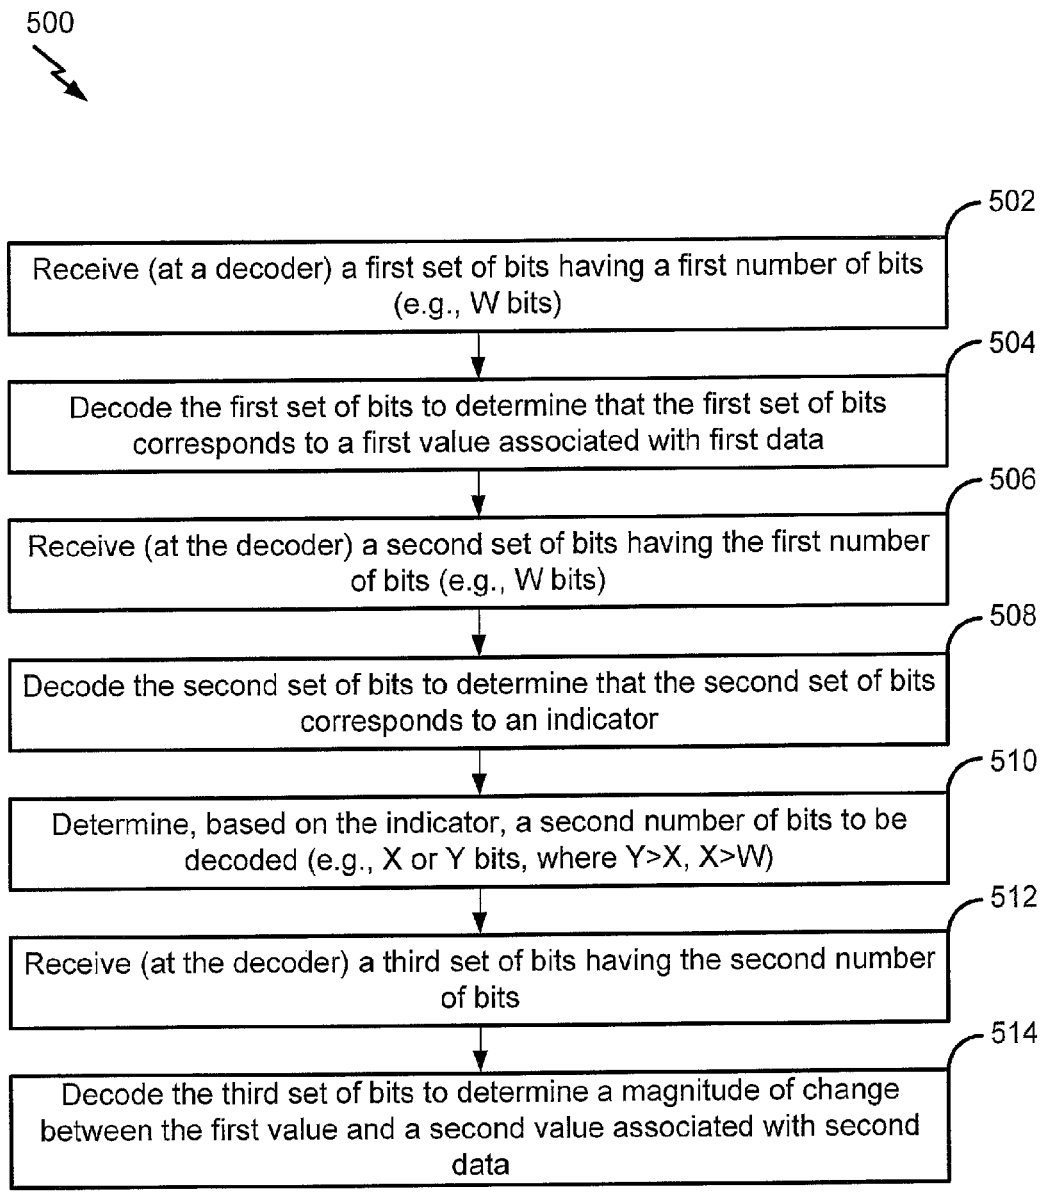 500
502
Receive (at a decoder) a first set of bits having a first number of bits
(e.g., W bits)
504
Decode the first set of bits to determine that the first set of bits
corresponds to a first value associated with first data
506
Receive (at the decoder) a second set of bits having the first number
of bits (e.g., W bits)
508
Decode the second set of bits to determine that the second set of bits
corresponds to an indicator
510
Determine, based on the indicator, a second number of bits to be
decoded (e.g., X or Y bits, where Y>X, X>W)
512
Receive (at the decoder) a third set of bits having the second number
of bits
514
Decode the third set of bits to determine a magnitude of change
between the first value and a second value associated with second
data